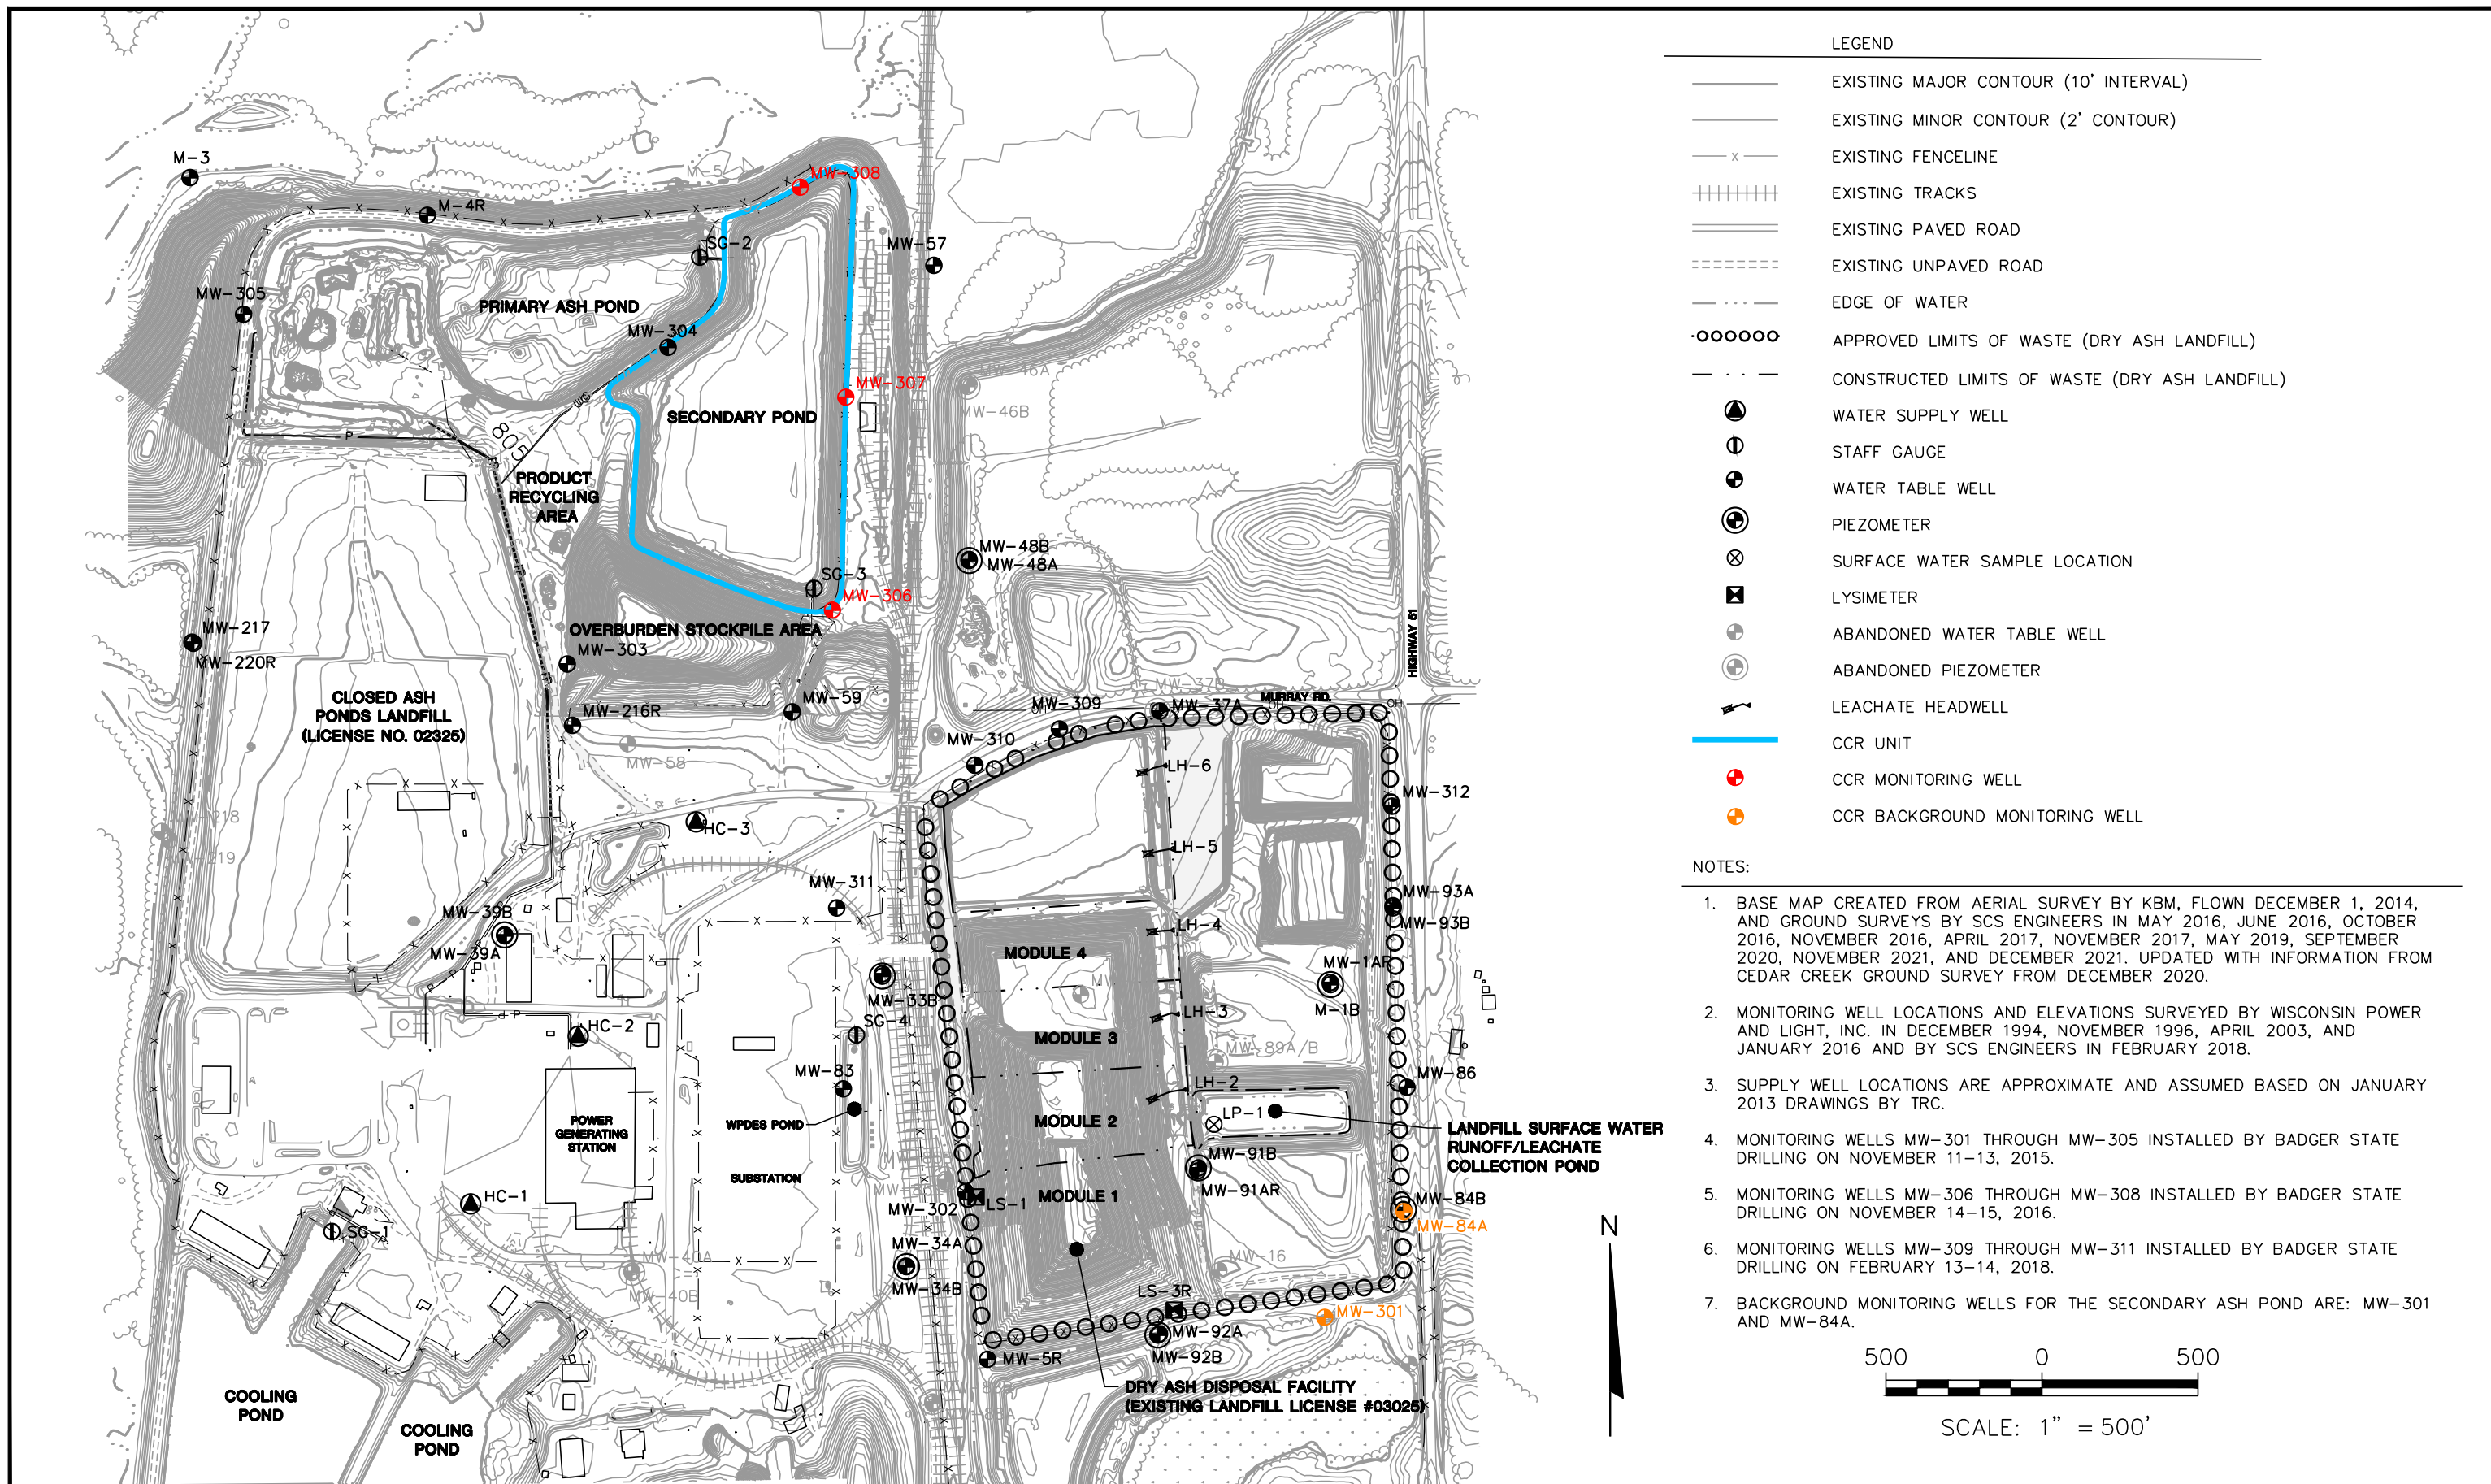 M-3
M-4R
M-5
MW-308
SG-2
MW-57
MW-305
PRIMARY ASH POND
MW-304
MW-46A
MW-46B
MW-307
SECONDARY POND
805
PRODUCT
RECYCLING
AREA
MW-48B
MW-48A
SG-3
MW-306
OVERBURDEN STOCKPILE AREA
MW-303
MW-217
MW-220R
CLOSED ASH
PONDS LANDFILL
(LICENSE NO. 02325)
MW-59
MW-216R
MW-58
MW-309
MW-37B
MW-37A
MURRAY RD.
HIGHWAY 61
MW-310
LH-6
MW-312
HC-3
LH-5
MW-311
MW-93A
MW-93B
MW-39B
MW-39A
LH-4
MODULE 4
MW-1AR
M-1B
MW-33B
SG-4
HC-2
LH-3
MODULE 3
MW-89A/B
MW-83
MW-86
LH-2
LP-1
WPDES POND
POWER
GENERATING
STATION
MODULE 2
LANDFILL SURFACE WATER
RUNOFF/LEACHATE
COLLECTION POND
MW-91B
MW-91AR
SUBSTATION
MODULE 1
HC-1
MW-302
LS-1
MW-84B
MW-84A
SG-1
MW-34A
MW-34B
MW-40A
MW-40B
MW-16
LS-3R
MW-301
MW-92A
MW-92B
MW-5R
DRY ASH DISPOSAL FACILITY
(EXISTING LANDFILL LICENSE #03025)
COOLING
POND
COOLING
POND
LEGEND
EXISTING MAJOR CONTOUR (10' INTERVAL)
EXISTING MINOR CONTOUR (2' CONTOUR)
EXISTING FENCELINE
EXISTING TRACKS
EXISTING PAVED ROAD
EXISTING UNPAVED ROAD
EDGE OF WATER
APPROVED LIMITS OF WASTE (DRY ASH LANDFILL)
CONSTRUCTED LIMITS OF WASTE (DRY ASH LANDFILL)
WATER SUPPLY WELL
STAFF GAUGE
WATER TABLE WELL
PIEZOMETER
SURFACE WATER SAMPLE LOCATION
LYSIMETER
ABANDONED WATER TABLE WELL
ABANDONED PIEZOMETER
LEACHATE HEADWELL
CCR UNIT
CCR MONITORING WELL
CCR BACKGROUND MONITORING WELL
NOTES:
1. BASE MAP CREATED FROM AERIAL SURVEY BY KBM, FLOWN DECEMBER 1, 2014,
AND GROUND SURVEYS BY SCS ENGINEERS IN MAY 2016, JUNE 2016, OCTOBER
2016, NOVEMBER 2016, APRIL 2017, NOVEMBER 2017, MAY 2019, SEPTEMBER
2020, NOVEMBER 2021, AND DECEMBER 2021. UPDATED WITH INFORMATION FROM
CEDAR CREEK GROUND SURVEY FROM DECEMBER 2020.
2. MONITORING WELL LOCATIONS AND ELEVATIONS SURVEYED BY WISCONSIN POWER
AND LIGHT, INC. IN DECEMBER 1994, NOVEMBER 1996, APRIL 2003, AND
JANUARY 2016 AND BY SCS ENGINEERS IN FEBRUARY 2018.
3. SUPPLY WELL LOCATIONS ARE APPROXIMATE AND ASSUMED BASED ON JANUARY
2013 DRAWINGS BY TRC.
4. MONITORING WELLS MW-301 THROUGH MW-305 INSTALLED BY BADGER STATE
DRILLING ON NOVEMBER 11-13, 2015.
5. MONITORING WELLS MW-306 THROUGH MW-308 INSTALLED BY BADGER STATE
DRILLING ON NOVEMBER 14-15, 2016.
6. MONITORING WELLS MW-309 THROUGH MW-311 INSTALLED BY BADGER STATE
DRILLING ON FEBRUARY 13-14, 2018.
7. BACKGROUND MONITORING WELLS FOR THE SECONDARY ASH POND ARE: MW-301
AND MW-84A.
N
500 0 500
SCALE: 1" = 500'